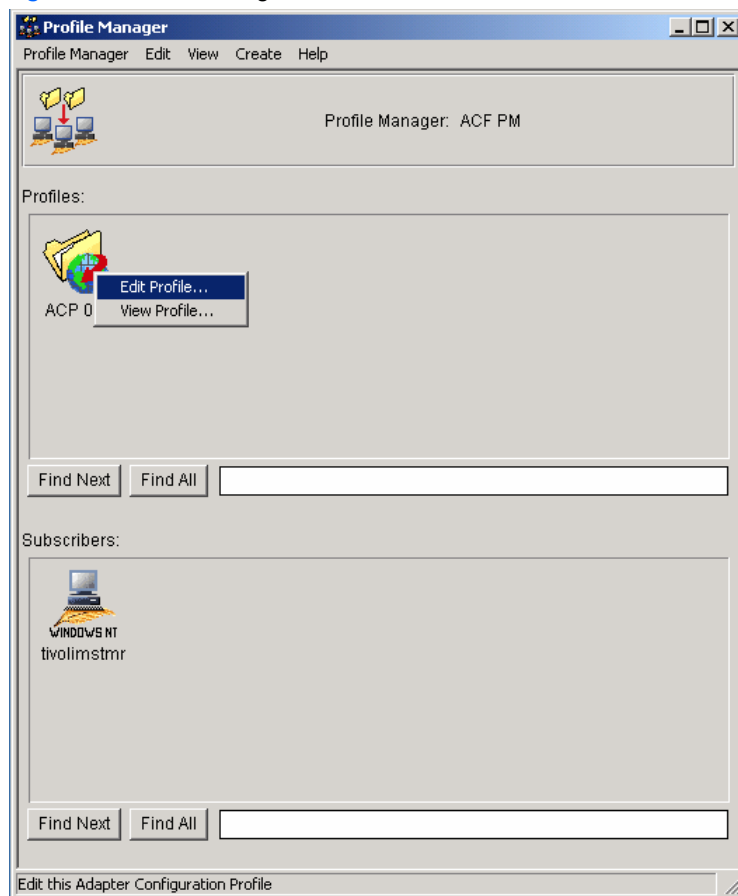 Profile Manager
Profile Manager Edit View Create Help
Profile Manager: ACF PM
Profiles:
Edit Profile...
ACP 0
View Profile...
Find Next Find All
Subscribers:
WINDOWS NT
tivolimstmr
Find Next Find All
Edit this Adapter Configuration Profile